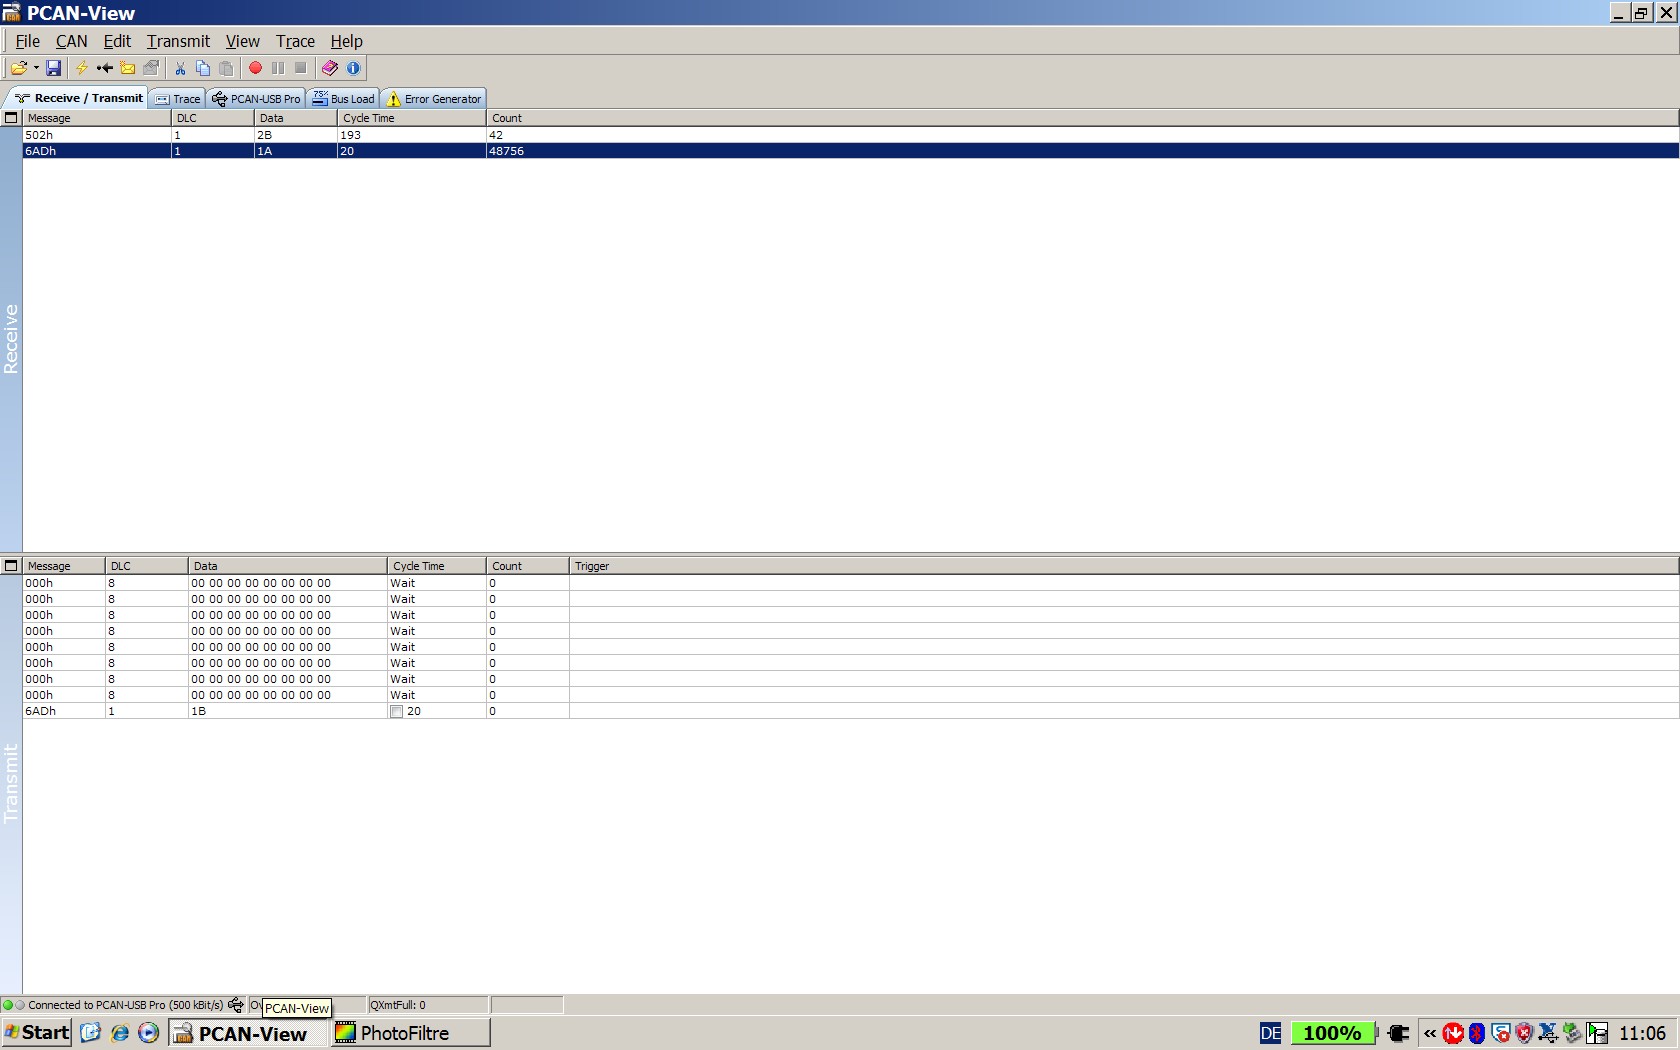 PCAN-View
File CAN Edit Transmit View Trace Help
Receive / Transmit Trace PCAN-USB Pro 75% Bus Load Error Generator
Message DLC Data Cycle Time Count
502h 1 2B 193 42
6ADh 1 1A 20 48756
Receive
Message DLC Data Cycle Time Count Trigger
000h 8 00 00 00 00 00 00 00 00 Wait 0
000h 8 00 00 00 00 00 00 00 00 Wait 0
000h 8 00 00 00 00 00 00 00 00 Wait 0
000h 8 00 00 00 00 00 00 00 00 Wait 0
000h 8 00 00 00 00 00 00 00 00 Wait 0
000h 8 00 00 00 00 00 00 00 00 Wait 0
000h 8 00 00 00 00 00 00 00 00 Wait 0
000h 8 00 00 00 00 00 00 00 00 Wait 0
6ADh 1 1B 20 0
Transmit
Connected to PCAN-USB Pro (500 kBit/s) PCAN-View QXmtFull: 0
Start PCAN-View PhotoFiltre DE 100% « 11:06